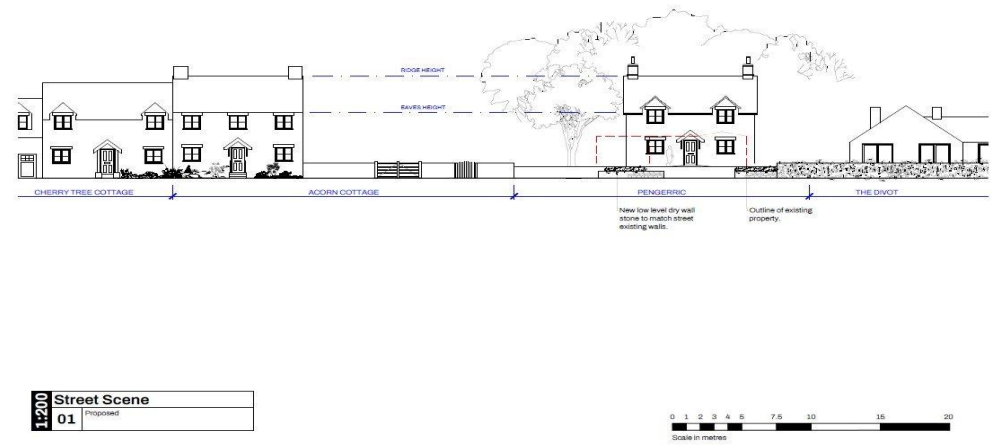 RIDGE HEIGHT
EAVES HEIGHT
CHERRY TREE COTTAGE
ACORN COTTAGE
PENGERRIC
THE DIVOT
New low level dry wall
stone to match street
existing walls.
Outline of existing
property.
1:200
Street Scene
01
Proposed
0 1 2 3 4 5 7.5 10 15 20
Scale in metres